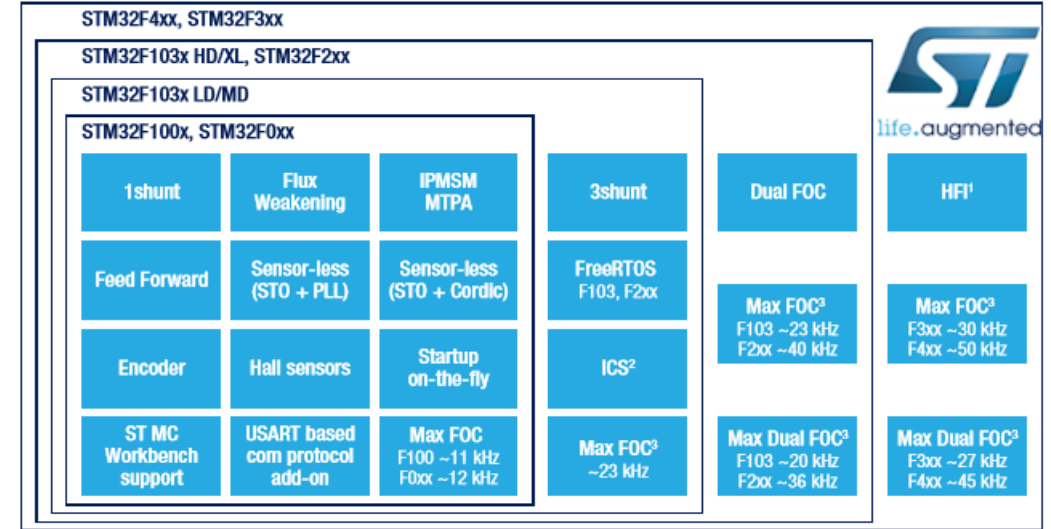 STM32F4xx, STM32F3xx
STM32F103x HD/XL, STM32F2xx
STM32F103x LD/MD
STM32F100x, STM32F0xx
ST
life.augmented
1shunt
Flux
Weakening
IPMSM
MTPA
3shunt
Dual FOC
HFI¹
Feed Forward
Sensor-less
(STO + PLL)
Sensor-less
(STO + Cordic)
FreeRTOS
F103, F2xx
Max FOC³
F103 ~23 kHz
F2xx ~40 kHz
Max FOC³
F3xx ~30 kHz
F4xx ~50 kHz
Encoder
Hall sensors
Startup
on-the-fly
ICS²
ST MC
Workbench
support
USART based
com protocol
add-on
Max FOC
F100 ~11 kHz
F0xx ~12 kHz
Max FOC³
~23 kHz
Max Dual FOC³
F103 ~20 kHz
F2xx ~36 kHz
Max Dual FOC³
F3xx ~27 kHz
F4xx ~45 kHz